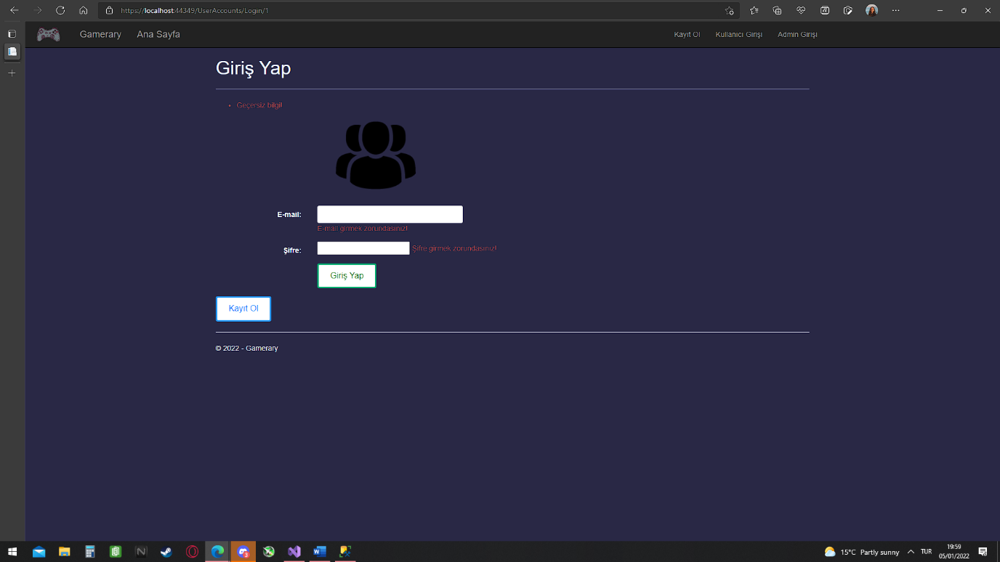 https://localhost:44349/UserAccounts/Login/1
Gamerary Ana Sayfa Kayıt Ol Kullanıcı Girişi Admin Girişi
Giriş Yap
• Geçersiz bilgi!
E-mail:
E-mail girmek zorundasınız!
Şifre: Şifre girmek zorundasınız!
Giriş Yap
Kayıt Ol
© 2022 - Gamerary
15°C Partly sunny TUR 19:59
05/01/2022